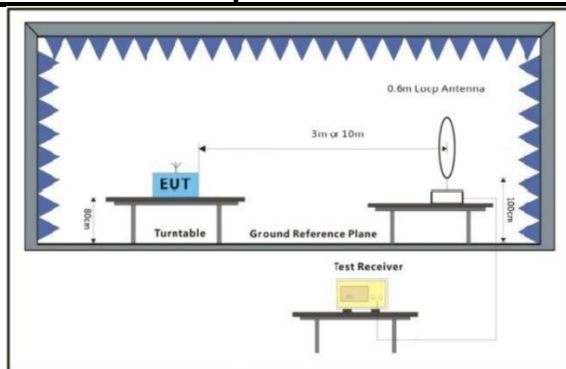 0.6m Loop Antenna
3m or 10m
EUT
80cm
100cm
Turntable
Ground Reference Plane
Test Receiver